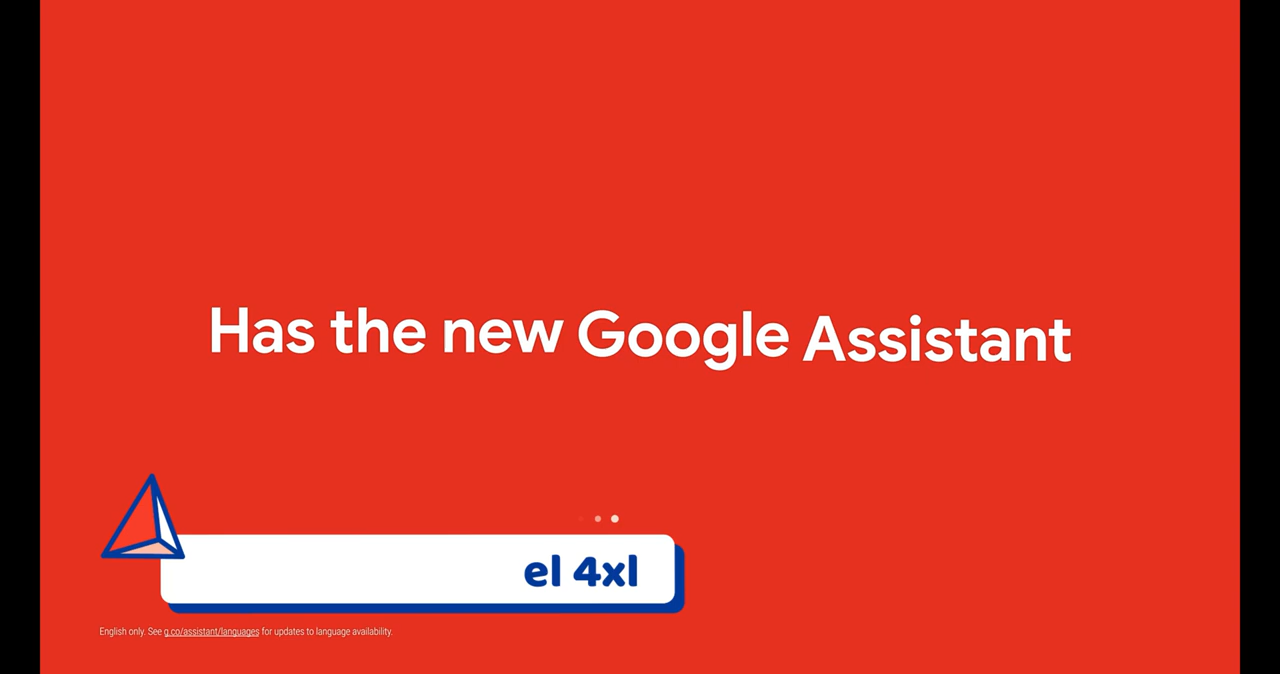 Has the new Google Assistant
el 4xl
English only. See g.co/assistant/languages for updates to language availability.